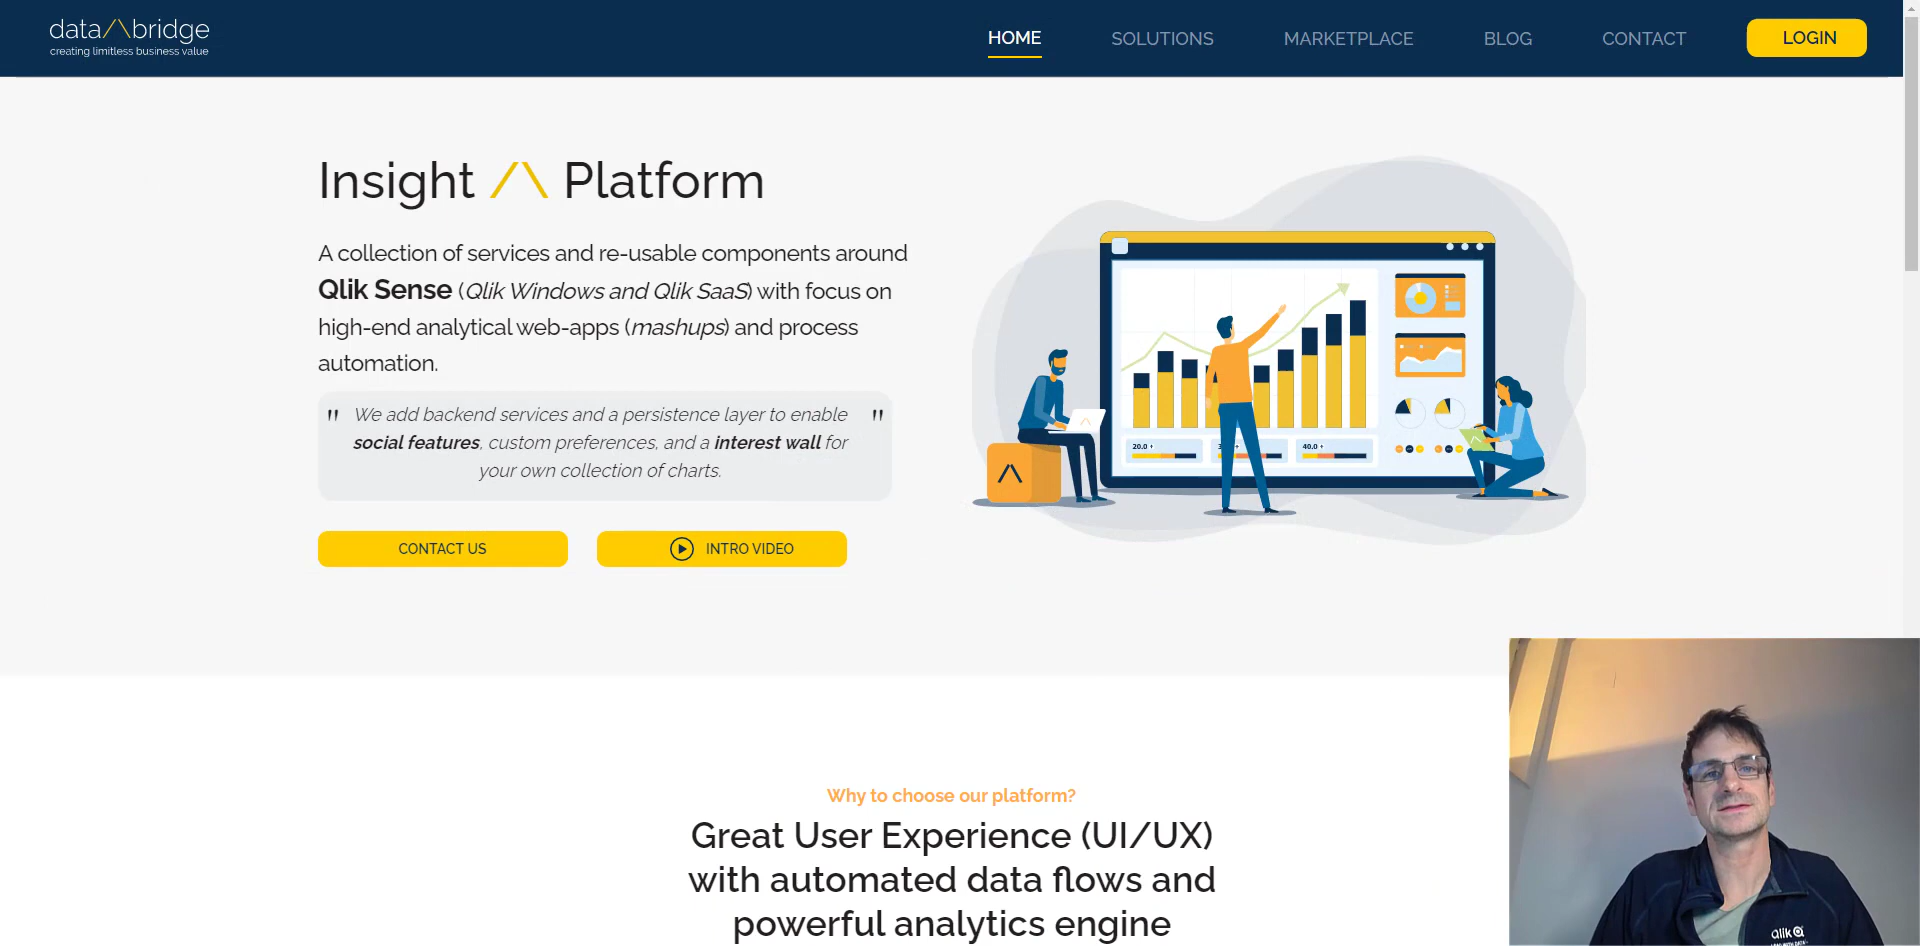 data/\bridge
creating limitless business value
HOME
SOLUTIONS
MARKETPLACE
BLOG
CONTACT
LOGIN
Insight /\ Platform
A collection of services and re-usable components around
Qlik Sense (Qlik Windows and Qlik SaaS) with focus on
high-end analytical web-apps (mashups) and process
automation.
" We add backend services and a persistence layer to enable "
social features, custom preferences, and a interest wall for
your own collection of charts.
CONTACT US
INTRO VIDEO
20.0 +
40.0 +
Why to choose our platform?
Great User Experience (UI/UX)
with automated data flows and
powerful analytics engine
Qlik
LEAD WITH DATA